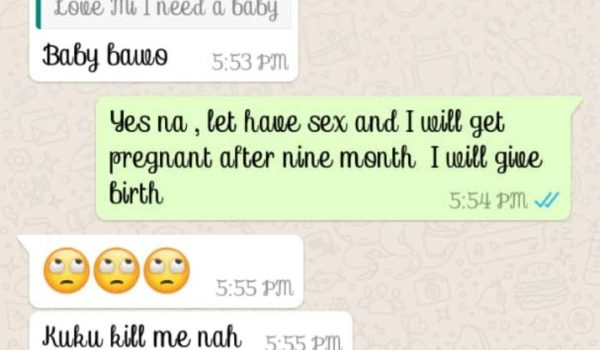 Love Mi I need a baby
Baby bawo 5:53 PM
Yes na , let have sex and I will get
pregnant after nine month I will give
birth 5:54 PM
🙄🙄🙄 5:55 PM
Kuku kill me nah 5:55 PM